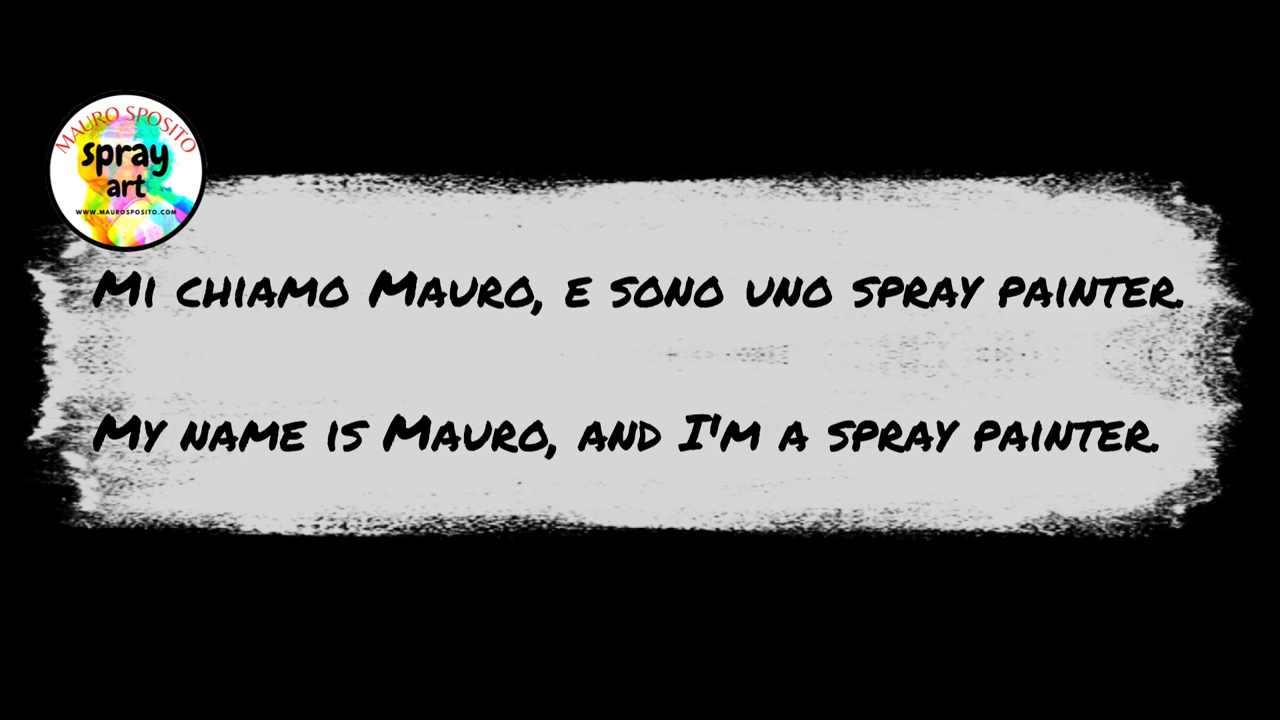 MAURO SPOSITO
spray
art
WWW.MAUROSPOSITO.COM
Mi chiamo Mauro, e sono uno spray painter.
My name is Mauro, and I'm a spray painter.